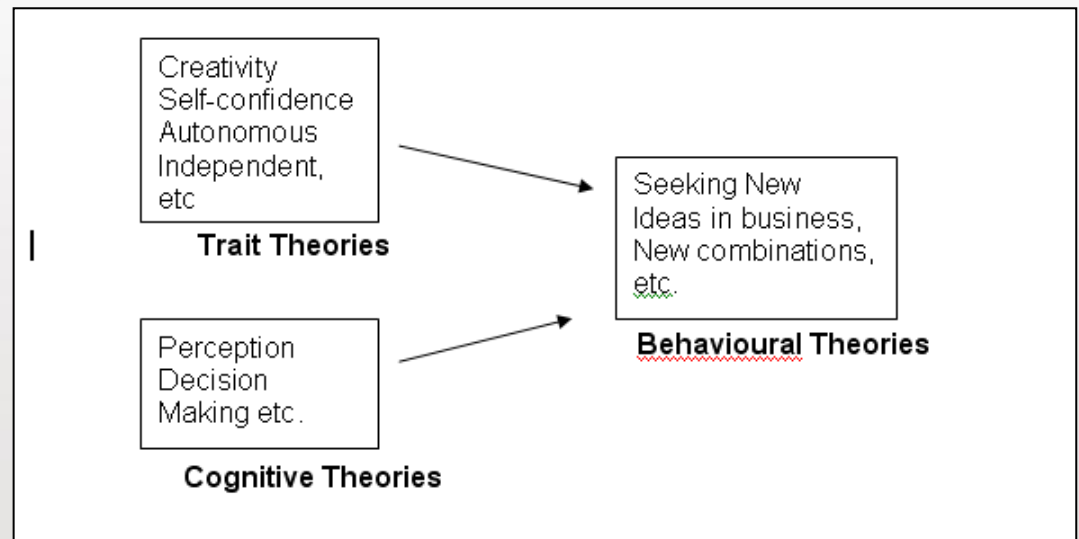 Creativity
Self-confidence
Autonomous
Independent,
etc
Trait Theories
Seeking New
Ideas in business,
New combinations,
etc.
Behavioural Theories
Perception
Decision
Making etc.
Cognitive Theories